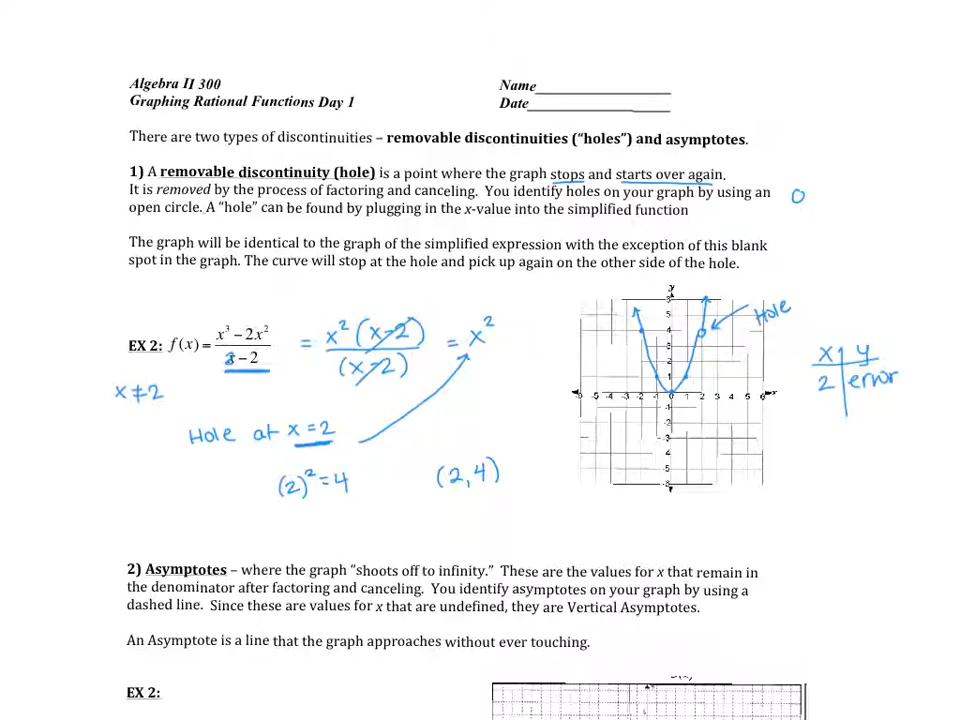 Algebra II 300
Name
Graphing Rational Functions Day 1
Date
There are two types of discontinuities – removable discontinuities ("holes") and asymptotes.
1) A removable discontinuity (hole) is a point where the graph stops and starts over again.
It is removed by the process of factoring and canceling. You identify holes on your graph by using an
open circle. A "hole" can be found by plugging in the x-value into the simplified function
The graph will be identical to the graph of the simplified expression with the exception of this blank
spot in the graph. The curve will stop at the hole and pick up again on the other side of the hole.
EX 2: f(x) = (x³ – 2x²)/(x – 2) = x²(x-2)/(x-2) = x²
Hole
x y
2 error
x ≠ 2
Hole at x = 2
(2)² = 4
(2,4)
2) Asymptotes – where the graph "shoots off to infinity." These are the values for x that remain in
the denominator after factoring and canceling. You identify asymptotes on your graph by using a
dashed line. Since these are values for x that are undefined, they are Vertical Asymptotes.
An Asymptote is a line that the graph approaches without ever touching.
EX 2: